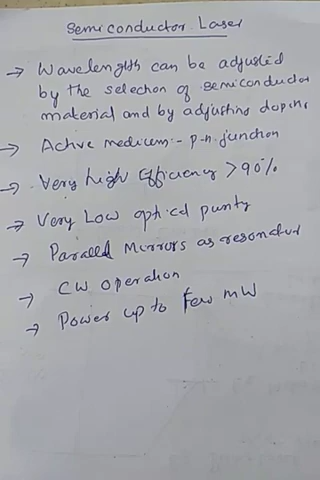 Semiconductor Laser
→ Wavelength can be adjusted
by the selection of semiconductor
material and by adjusting doping
→ Active medium:- p-n junction
→ Very high Efficiency > 90%
→ Very Low optical purity
→ Parallel Mirrors as resonator
→ CW operation
→ Power up to few mW